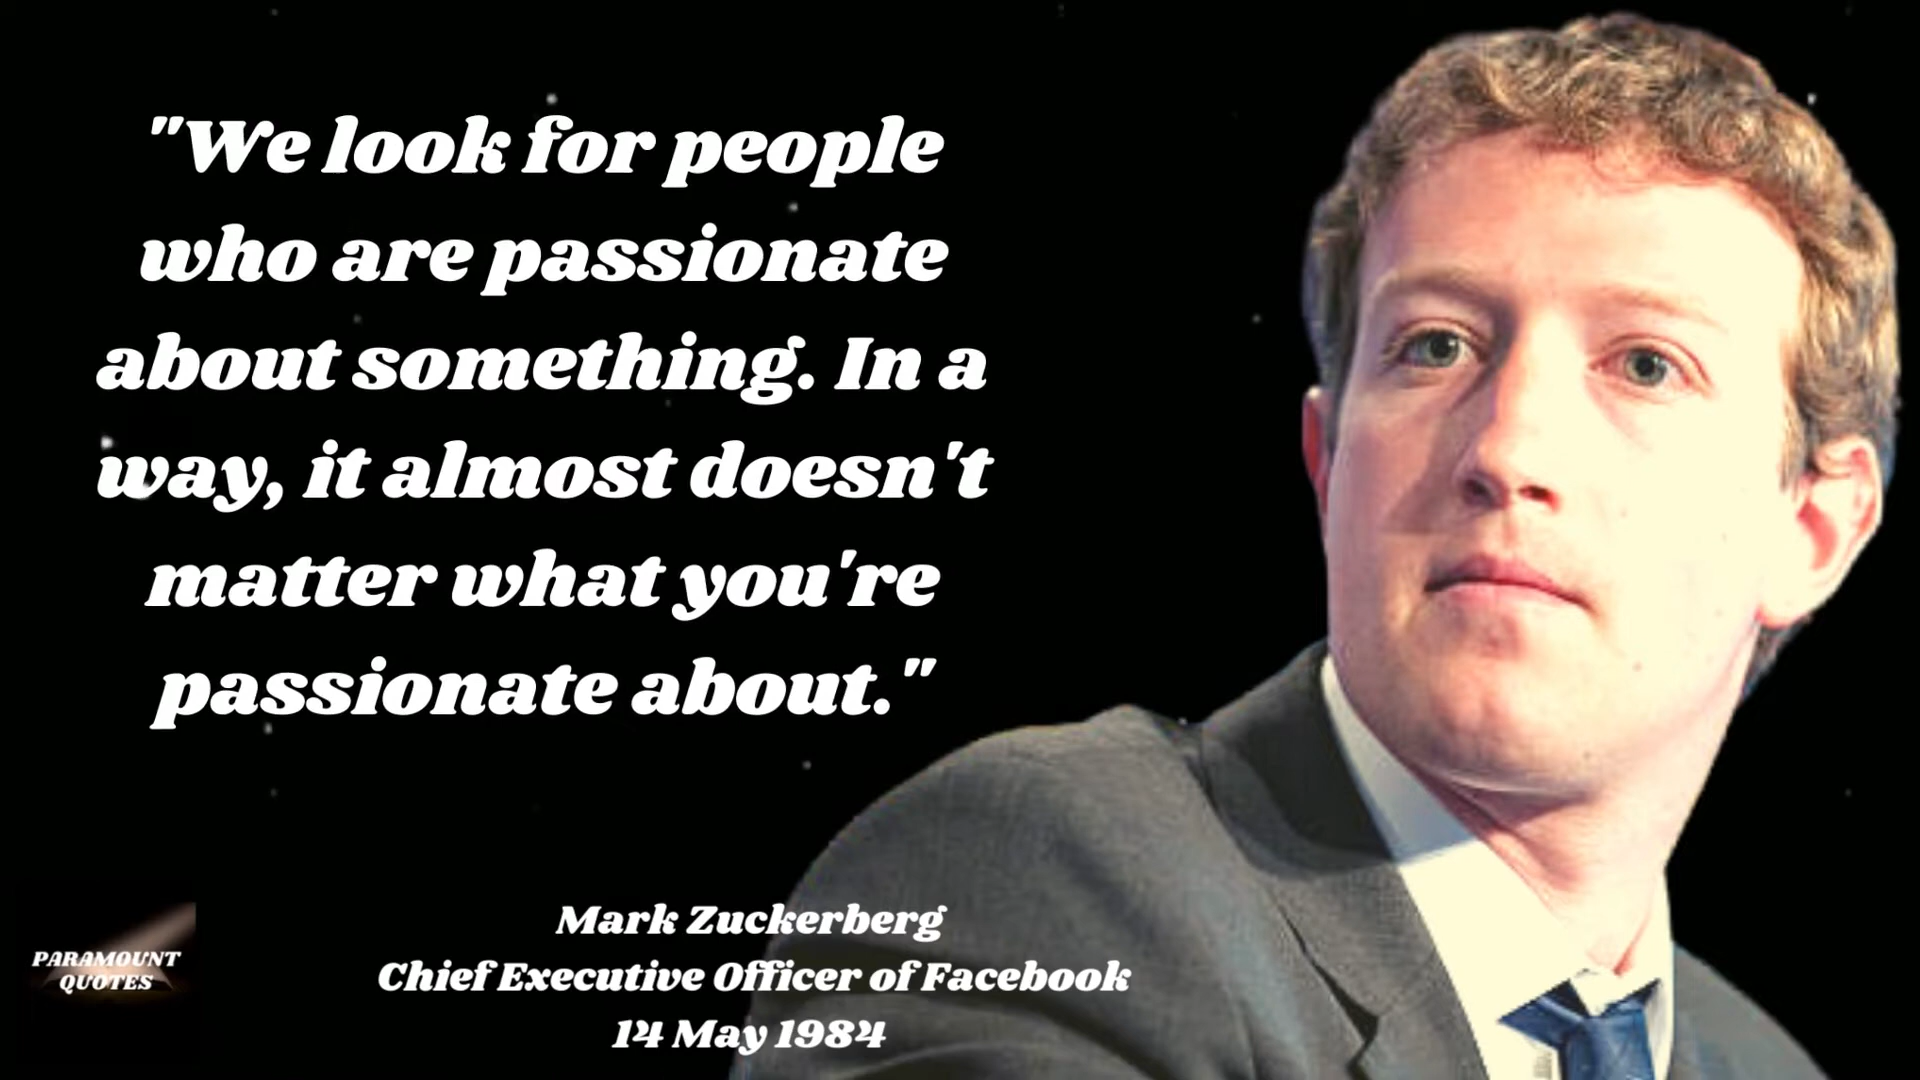 "We look for people
who are passionate
about something. In a
way, it almost doesn't
matter what you're
passionate about."
Mark Zuckerberg
Chief Executive Officer of Facebook
14 May 1984
PARAMOUNT
QUOTES